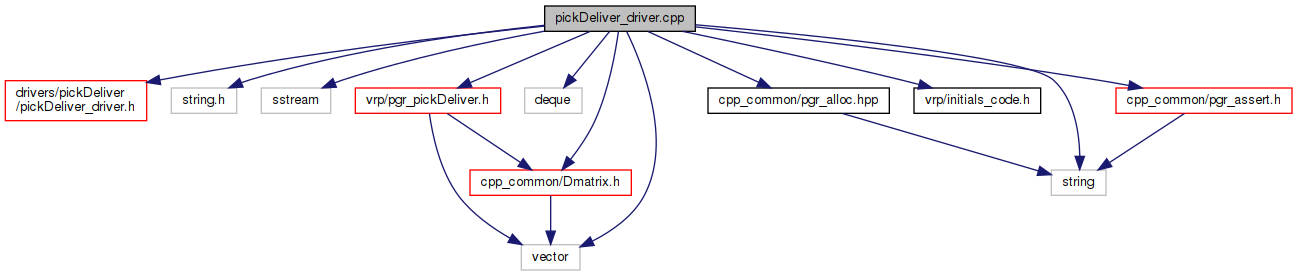 pickDeliver_driver.cpp
drivers/pickDeliver
/pickDeliver_driver.h
string.h
sstream
vrp/pgr_pickDeliver.h
deque
cpp_common/pgr_alloc.hpp
vrp/initials_code.h
cpp_common/pgr_assert.h
cpp_common/Dmatrix.h
string
vector